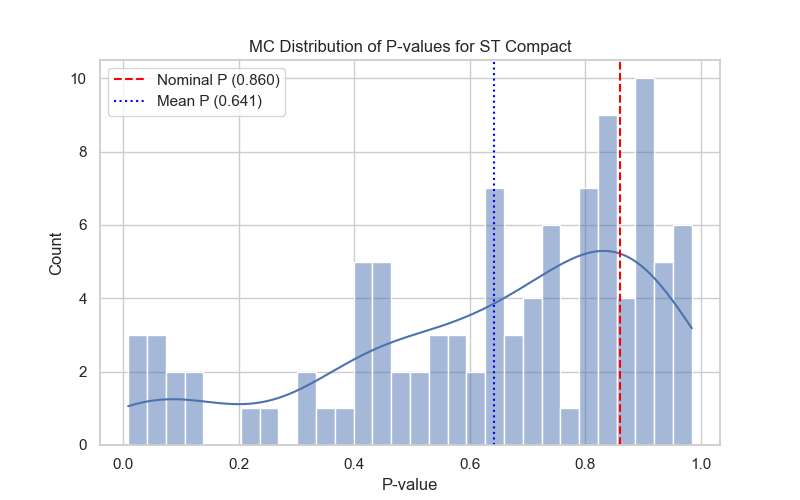 MC Distribution of P-values for ST Compact
Nominal P (0.860)
Mean P (0.641)
Count
10
8
6
4
2
0
0.0 0.2 0.4 0.6 0.8 1.0
P-value